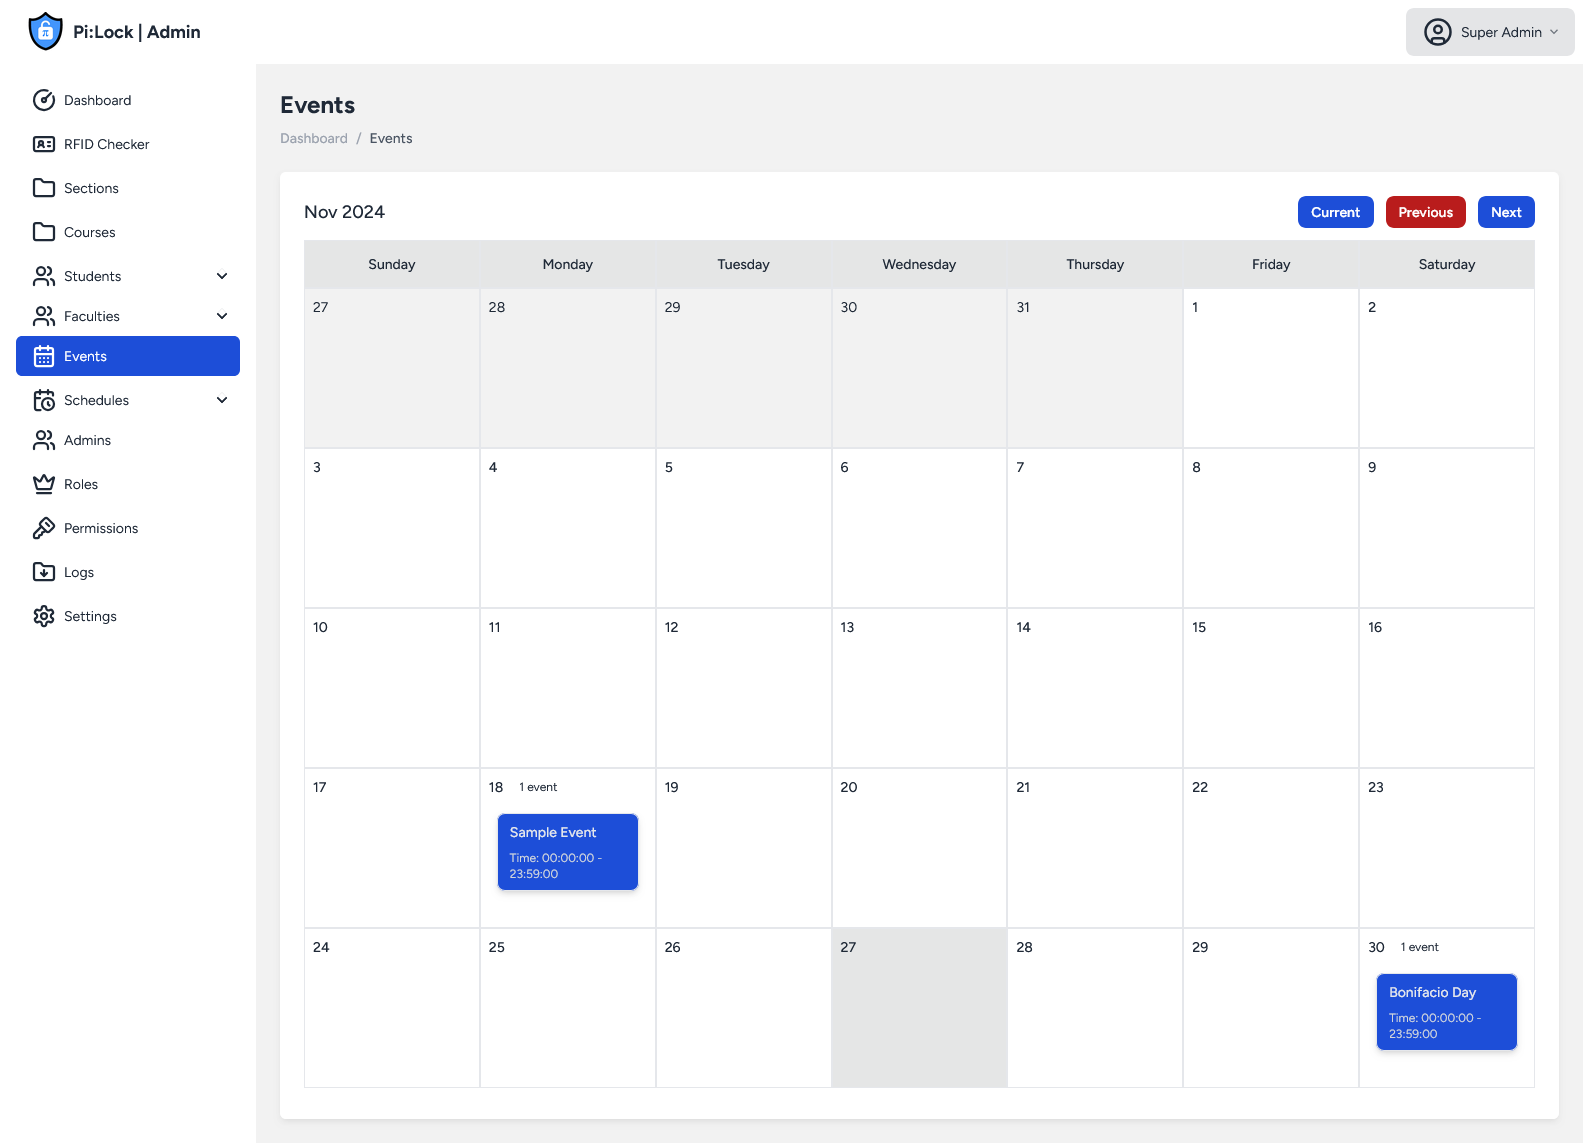 Pi:Lock | Admin
Super Admin
Dashboard
RFID Checker
Sections
Courses
Students
Faculties
Events
Schedules
Admins
Roles
Permissions
Logs
Settings
Events
Dashboard / Events
Nov 2024
Current Previous Next
Sunday Monday Tuesday Wednesday Thursday Friday Saturday
27 28 29 30 31 1 2
3 4 5 6 7 8 9
10 11 12 13 14 15 16
17 18 1 event 19 20 21 22 23
Sample Event
Time: 00:00:00 -
23:59:00
24 25 26 27 28 29 30 1 event
Bonifacio Day
Time: 00:00:00 -
23:59:00